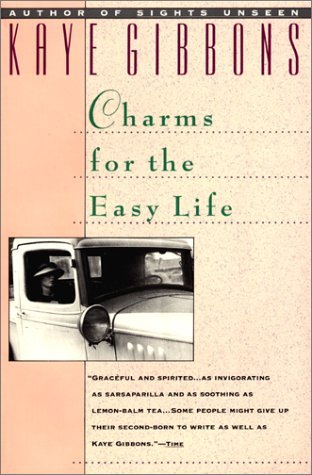 AUTHOR OF SIGHTS UNSEEN
KAYE GIBBONS
Charms
for the
Easy Life
"GRACEFUL AND SPIRITED...AS INVIGORATING
AS SARSAPARILLA AND AS SOOTHING AS
LEMON-BALM TEA...SOME PEOPLE MIGHT GIVE UP
THEIR SECOND-BORN TO WRITE AS WELL AS
KAYE GIBBONS."—TIME